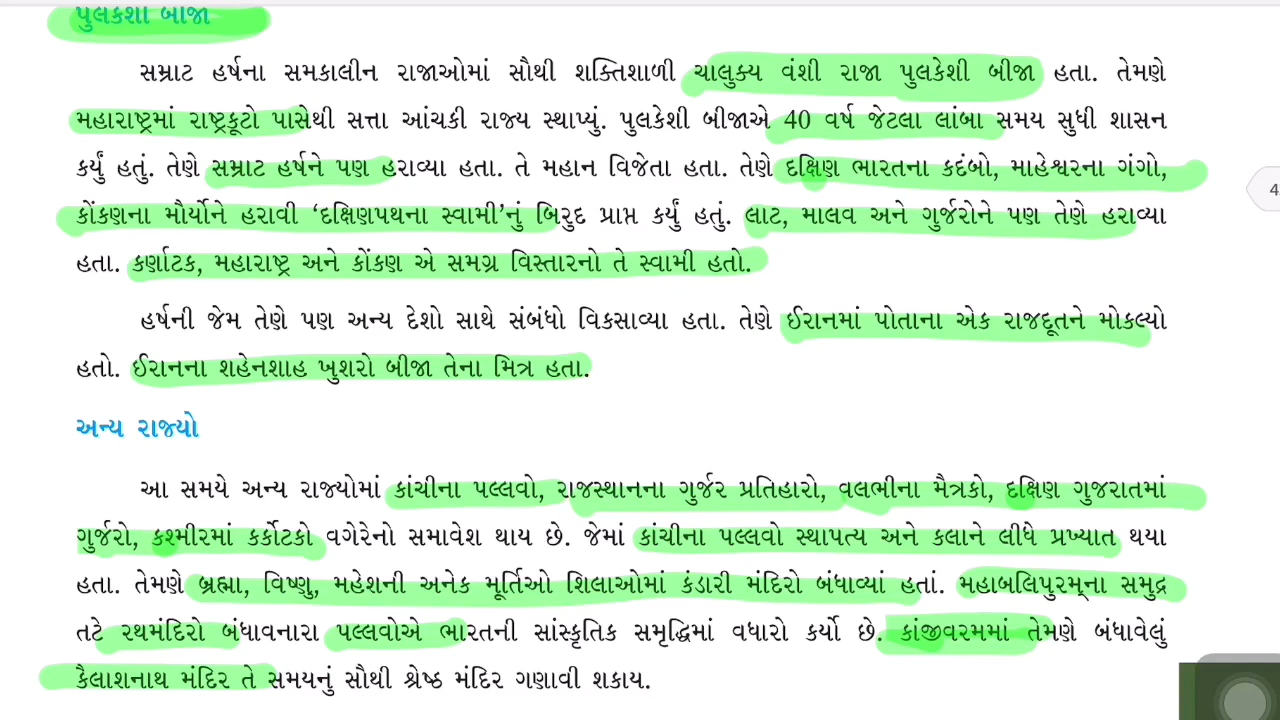 પુલકેશી બીજા
સમ્રાટ હર્ષના સમકાલીન રાજાઓમાં સૌથી શક્તિશાળી ચાલુક્ય વંશી રાજા પુલકેશી બીજા હતા. તેમણે
મહારાષ્ટ્રમાં રાષ્ટ્રકૂટો પાસેથી સત્તા આંચકી રાજ્ય સ્થાપ્યું. પુલકેશી બીજાએ 40 વર્ષ જેટલા લાંબા સમય સુધી શાસન
કર્યું હતું. તેણે સમ્રાટ હર્ષને પણ હરાવ્યા હતા. તે મહાન વિજેતા હતા. તેણે દક્ષિણ ભારતના કદંબો, માહેશ્વરના ગંગો,
કોંકણના મૌર્યોને હરાવી ‘દક્ષિણપથના સ્વામી’નું બિરુદ પ્રાપ્ત કર્યું હતું. લાટ, માલવ અને ગુર્જરોને પણ તેણે હરાવ્યા
હતા. કર્ણાટક, મહારાષ્ટ્ર અને કોંકણ એ સમગ્ર વિસ્તારનો તે સ્વામી હતો.
હર્ષની જેમ તેણે પણ અન્ય દેશો સાથે સંબંધો વિકસાવ્યા હતા. તેણે ઈરાનમાં પોતાના એક રાજદૂતને મોકલ્યો
હતો. ઈરાનના શહેનશાહ ખુશરો બીજા તેના મિત્ર હતા.
અન્ય રાજ્યો
આ સમયે અન્ય રાજ્યોમાં કાંચીના પલ્લવો, રાજસ્થાનના ગુર્જર પ્રતિહારો, વલભીના મૈત્રકો, દક્ષિણ ગુજરાતમાં
ગુર્જરો, કશ્મીરમાં કર્કોટકો વગેરેનો સમાવેશ થાય છે. જેમાં કાંચીના પલ્લવો સ્થાપત્ય અને કલાને લીધે પ્રખ્યાત થયા
હતા. તેમણે બ્રહ્મા, વિષ્ણુ, મહેશની અનેક મૂર્તિઓ શિલાઓમાં કંડારી મંદિરો બંધાવ્યાં હતાં. મહાબલિપુરમ્‌ના સમુદ્ર
તટે રથમંદિરો બંધાવનારા પલ્લવોએ ભારતની સાંસ્કૃતિક સમૃદ્ધિમાં વધારો કર્યો છે. કાંજીવરમમાં તેમણે બંધાવેલું
કૈલાશનાથ મંદિર તે સમયનું સૌથી શ્રેષ્ઠ મંદિર ગણાવી શકાય.